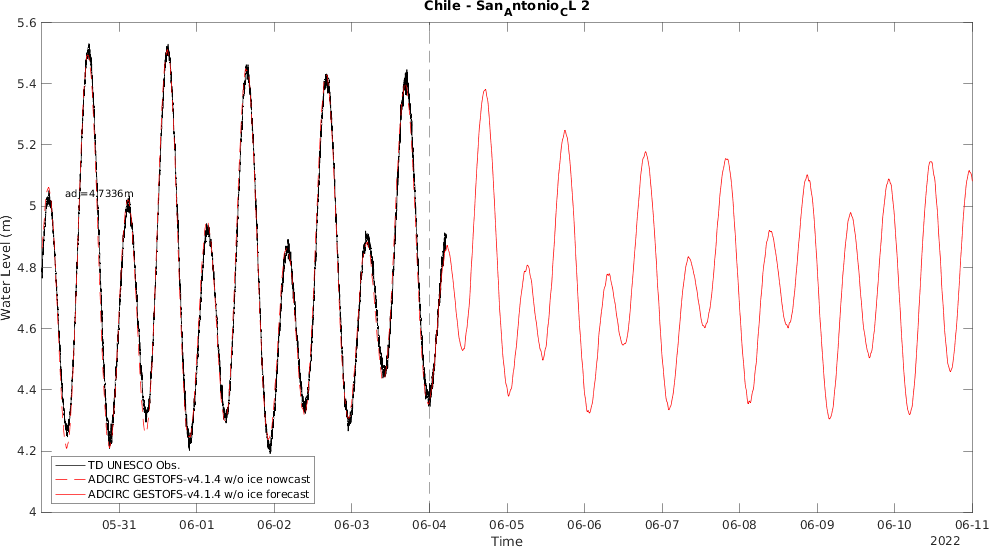 Chile - SanAntonioCL 2
5.6
5.4
5.2
5
4.8
4.6
4.4
4.2
4
Water Level (m)
ad =4.7336m
TD UNESCO Obs.
ADCIRC GESTOFS-v4.1.4 w/o ice nowcast
ADCIRC GESTOFS-v4.1.4 w/o ice forecast
05-31 06-01 06-02 06-03 06-04 06-05 06-06 06-07 06-08 06-09 06-10 06-11
Time
2022